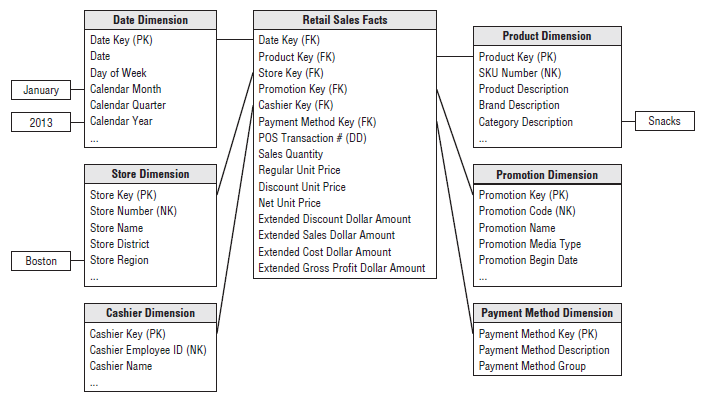 Date Dimension
Date Key (PK)
Date
Day of Week
Calendar Month
Calendar Quarter
Calendar Year
...
January
2013
Store Dimension
Store Key (PK)
Store Number (NK)
Store Name
Store District
Store Region
...
Boston
Cashier Dimension
Cashier Key (PK)
Cashier Employee ID (NK)
Cashier Name
...
Retail Sales Facts
Date Key (FK)
Product Key (FK)
Store Key (FK)
Promotion Key (FK)
Cashier Key (FK)
Payment Method Key (FK)
POS Transaction # (DD)
Sales Quantity
Regular Unit Price
Discount Unit Price
Net Unit Price
Extended Discount Dollar Amount
Extended Sales Dollar Amount
Extended Cost Dollar Amount
Extended Gross Profit Dollar Amount
Product Dimension
Product Key (PK)
SKU Number (NK)
Product Description
Brand Description
Category Description
...
Snacks
Promotion Dimension
Promotion Key (PK)
Promotion Code (NK)
Promotion Name
Promotion Media Type
Promotion Begin Date
...
Payment Method Dimension
Payment Method Key (PK)
Payment Method Description
Payment Method Group